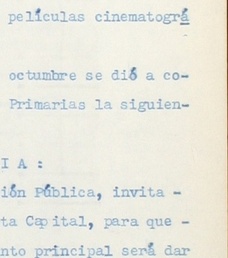 películas cinematográ
octumbre se dió a co-
Primarias la siguien-
I A :
ión Pública, invita -
ta Capital, para que -
nto principal será dar